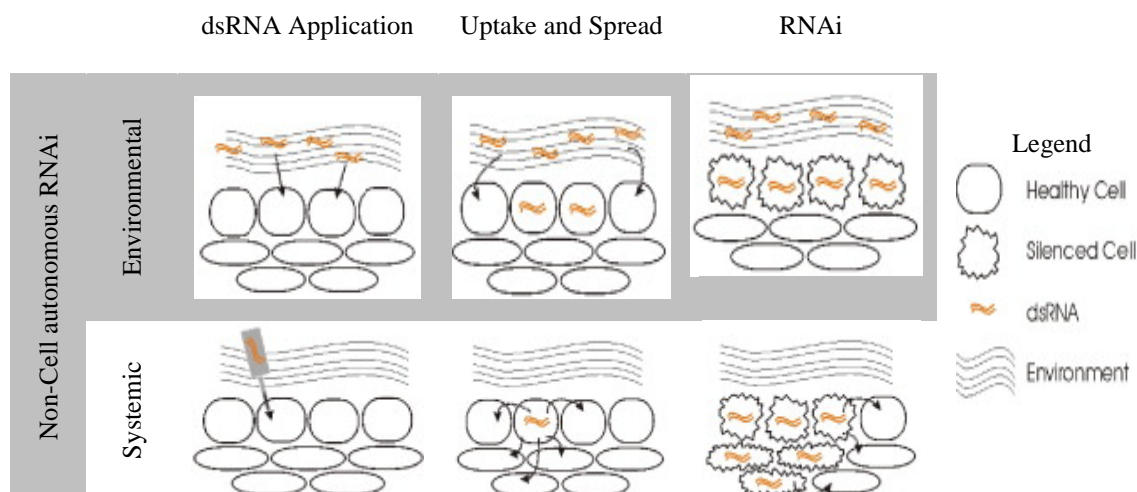 dsRNA Application
Uptake and Spread
RNAi
Non-Cell autonomous RNAi
Environmental
Systemic
Legend
Healthy Cell
Silenced Cell
dsRNA
Environment